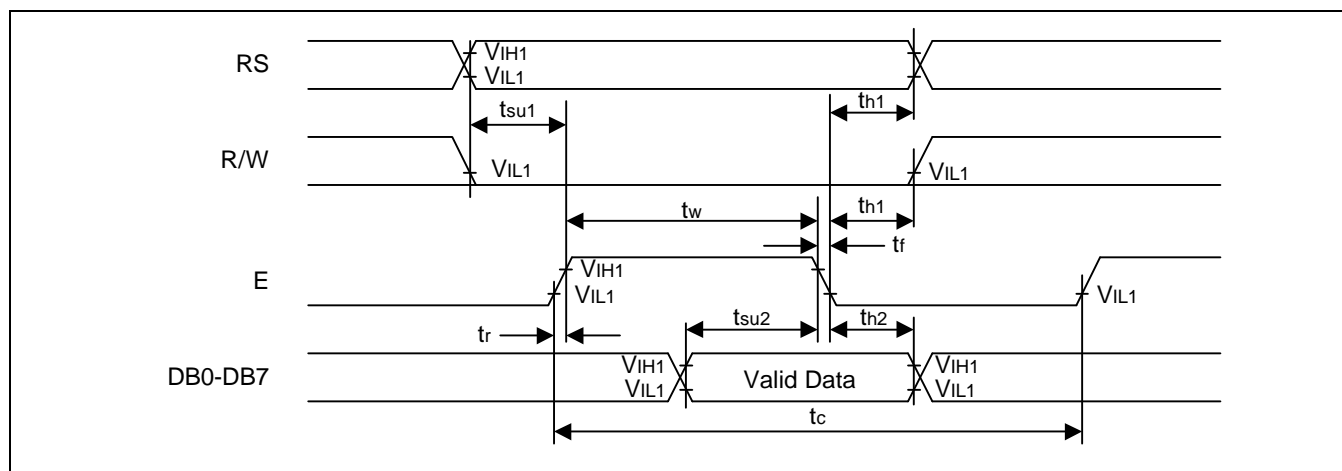 RS
VIH1
VIL1
tsu1
th1
R/W
VIL1
VIL1
tw
th1
tf
E
VIH1
VIL1
VIL1
tr
tsu2
th2
DB0-DB7
VIH1
VIL1
Valid Data
VIH1
VIL1
tc